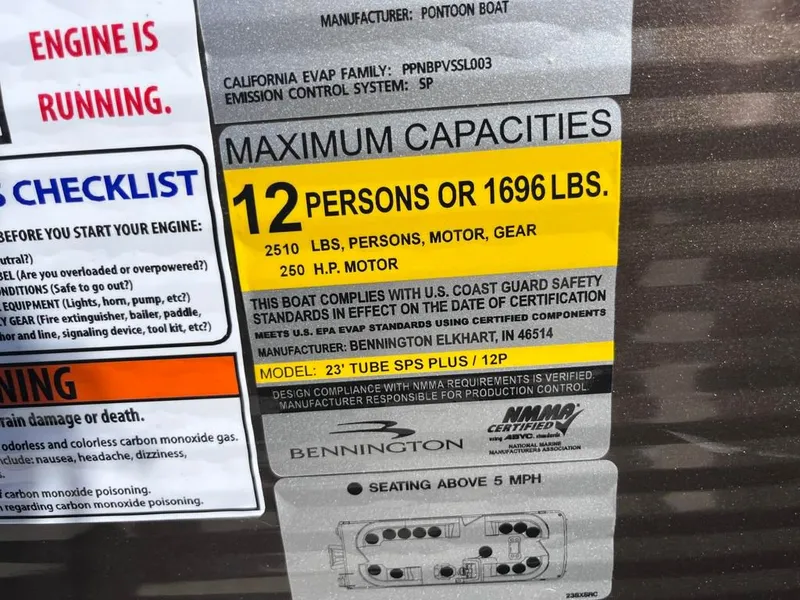 ENGINE IS
RUNNING.
MANUFACTURER: PONTOON BOAT
CALIFORNIA EVAP FAMILY: PPNBPVSSL003
EMISSION CONTROL SYSTEM: SP
CHECKLIST
BEFORE YOU START YOUR ENGINE:
(Are you overloaded or overpowered?)
(Safe to go out?)
EQUIPMENT (Lights, horn, pump, etc?)
GEAR (Fire extinguisher, bailer, paddle,
and line, signaling device, tool kit, etc?)
damage or death.
odorless and colorless carbon monoxide gas.
nausea, headache, dizziness,
carbon monoxide poisoning.
regarding carbon monoxide poisoning.
MAXIMUM CAPACITIES
12 PERSONS OR 1696 LBS.
2510 LBS, PERSONS, MOTOR, GEAR
250 H.P. MOTOR
THIS BOAT COMPLIES WITH U.S. COAST GUARD SAFETY
STANDARDS IN EFFECT ON THE DATE OF CERTIFICATION
MEETS U.S. EPA EVAP STANDARDS USING CERTIFIED COMPONENTS
MANUFACTURER: BENNINGTON ELKHART, IN 46514
MODEL: 23' TUBE SPS PLUS / 12P
DESIGN COMPLIANCE WITH NMMA REQUIREMENTS IS VERIFIED.
MANUFACTURER RESPONSIBLE FOR PRODUCTION CONTROL.
BENNINGTON
NMMA
CERTIFIED
using ABYC. standards
NATIONAL MARINE
MANUFACTURERS ASSOCIATION
SEATING ABOVE 5 MPH